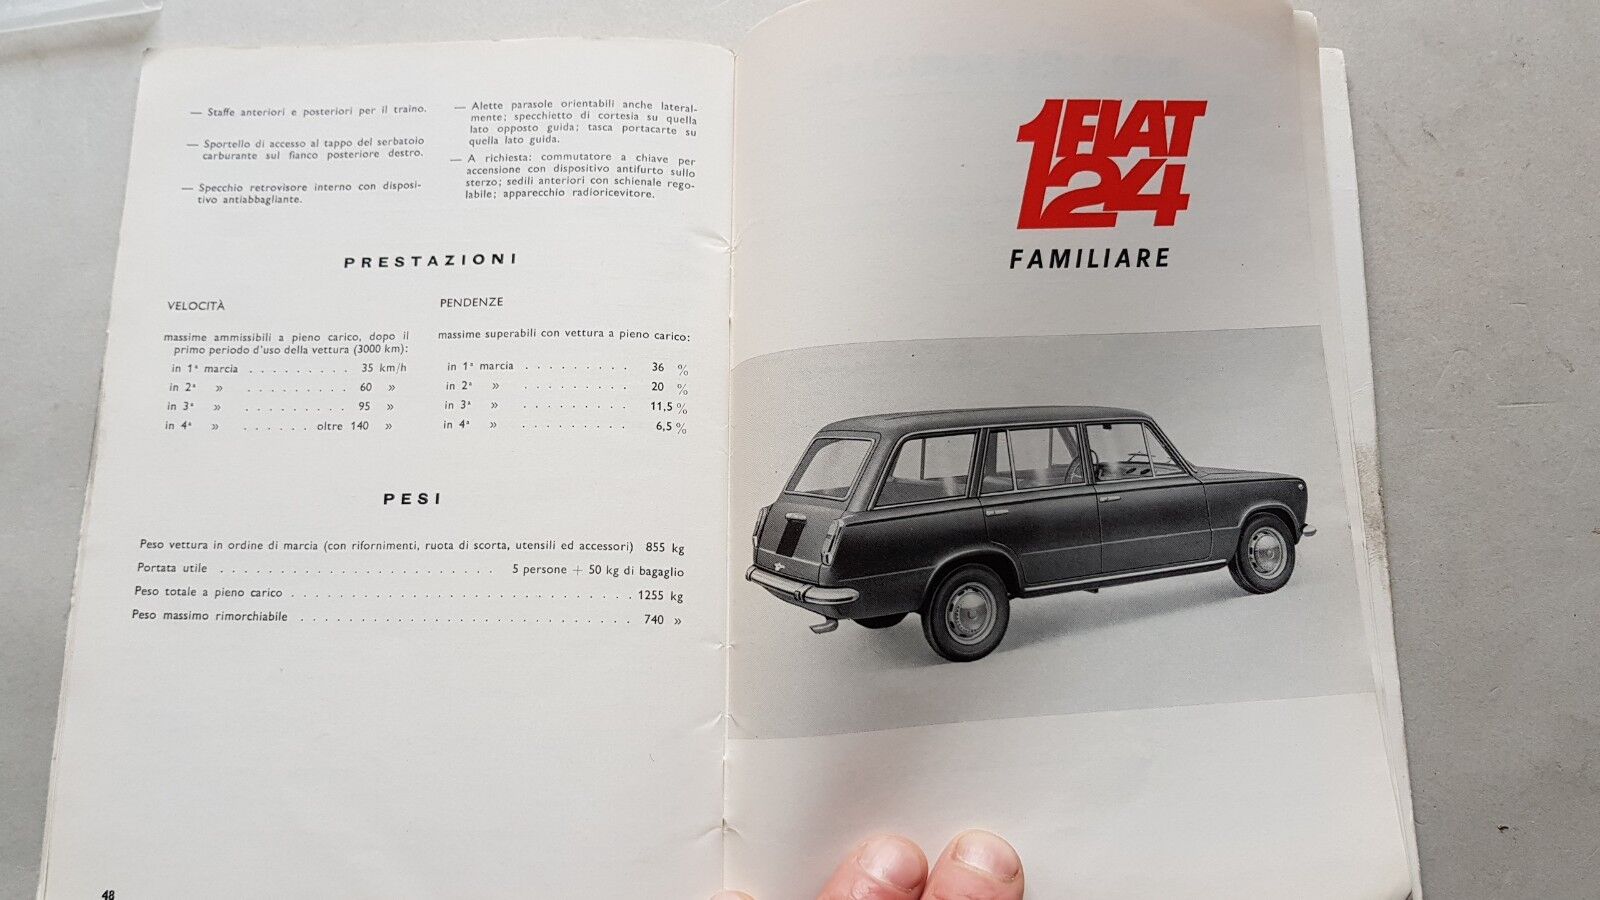 — Staffe anteriori e posteriori per il traino.
— Sportello di accesso al tappo del serbatoio
carburante sul fianco posteriore destro.
— Specchio retrovisore interno con disposi-
tivo antiabbagliante.
— Alette parasole orientabili anche lateral-
mente; specchietto di cortesia su quella
lato opposto guida; tasca portacarte su
quella lato guida.
— A richiesta: commutatore a chiave per
accensione con dispositivo antifurto sullo
sterzo; sedili anteriori con schienale rego-
labile; apparecchio radioricevitore.
PRESTAZIONI
VELOCITÀ
massime ammissibili a pieno carico, dopo il
primo periodo d'uso della vettura (3000 km):
in 1ª marcia . . . . . . . . . 35 km/h
in 2ª » . . . . . . . . . 60 »
in 3ª » . . . . . . . . . 95 »
in 4ª » . . . . . . oltre 140 »
PENDENZE
massime superabili con vettura a pieno carico:
in 1ª marcia . . . . . . . . . 36 %
in 2ª » . . . . . . . . . 20 %
in 3ª » . . . . . . . . . 11,5 %
in 4ª » . . . . . . . . . 6,5 %
PESI
Peso vettura in ordine di marcia (con rifornimenti, ruota di scorta, utensili ed accessori) 855 kg
Portata utile . . . . . . . . . . . . . . . . . . . . . . . 5 persone + 50 kg di bagaglio
Peso totale a pieno carico . . . . . . . . . . . . . . . . . . . . . . . . . . . . 1255 kg
Peso massimo rimorchiabile . . . . . . . . . . . . . . . . . . . . . . . . . . . 740 »
48
FIAT
124
FAMILIARE